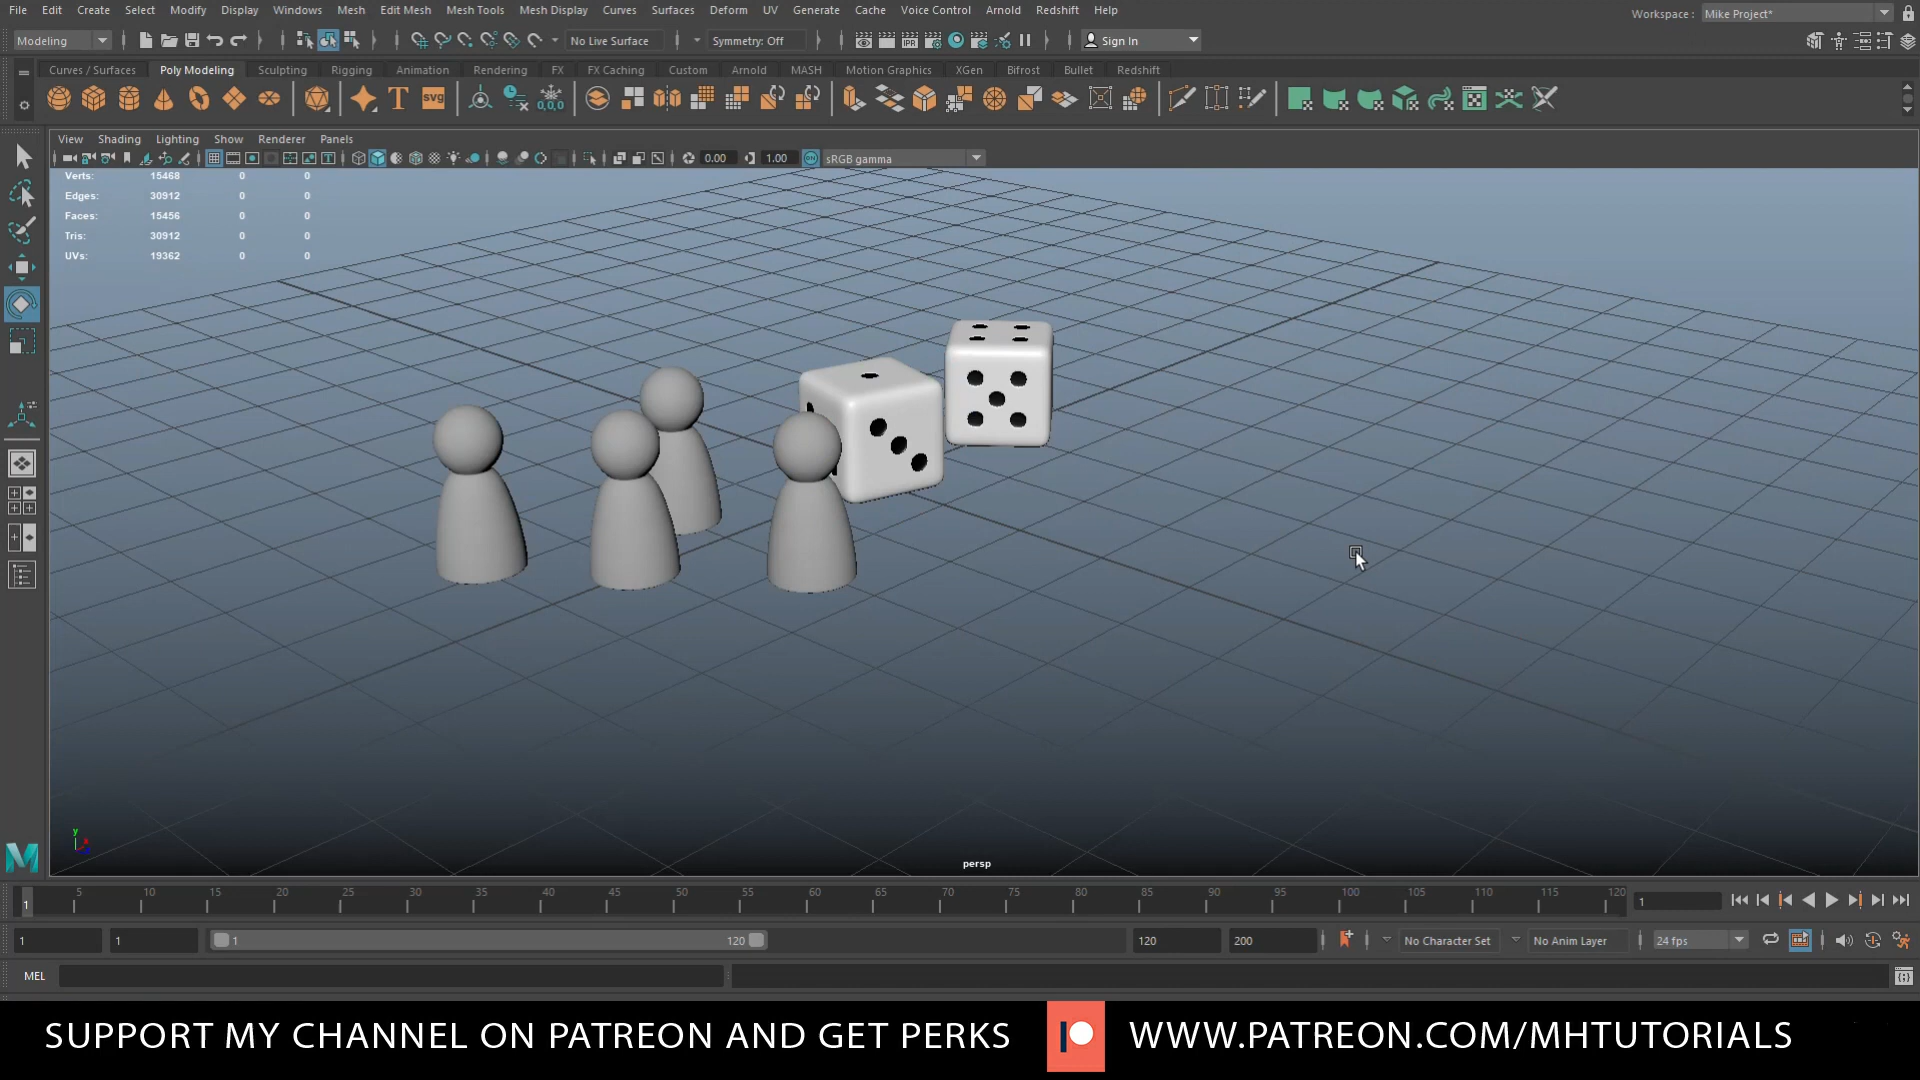 File Edit Create Select Modify Display Windows Mesh Edit Mesh Mesh Tools Mesh Display Curves Surfaces Deform UV Generate Cache Voice Control Arnold Redshift Help Workspace : Mike Project*
Modeling No Live Surface Symmetry: Off IPR Sign In
Curves / Surfaces Poly Modeling Sculpting Rigging Animation Rendering FX FX Caching Custom Arnold MASH Motion Graphics XGen Bifrost Bullet Redshift
T svg 0,0,0
View Shading Lighting Show Renderer Panels
0.00 1.00 ON sRGB gamma
Verts: 15468 0 0
Edges: 30912 0 0
Faces: 15456 0 0
Tris: 30912 0 0
UVs: 19362 0 0
y
persp
1 5 10 15 20 25 30 35 40 45 50 55 60 65 70 75 80 85 90 95 100 105 110 115 120 1
1 1 1 120 120 200 No Character Set No Anim Layer 24 fps
MEL
SUPPORT MY CHANNEL ON PATREON AND GET PERKS WWW.PATREON.COM/MHTUTORIALS